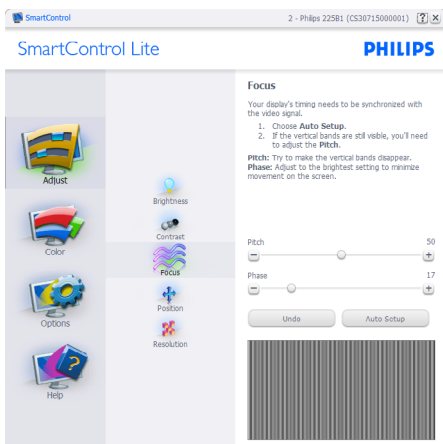 SmartControl
2 - Philips 225B1 (CS30715000001)
SmartControl Lite
PHILIPS
Adjust
Color
Options
Help
Brightness
Contrast
Focus
Position
Resolution
Focus
Your display's timing needs to be synchronized with
the video signal.
1. Choose Auto Setup.
2. If the vertical bands are still visible, you'll need
to adjust the Pitch.
Pitch: Try to make the vertical bands disappear.
Phase: Adjust to the brightest setting to minimize
movement on the screen.
Pitch 50
Phase 17
Undo Auto Setup